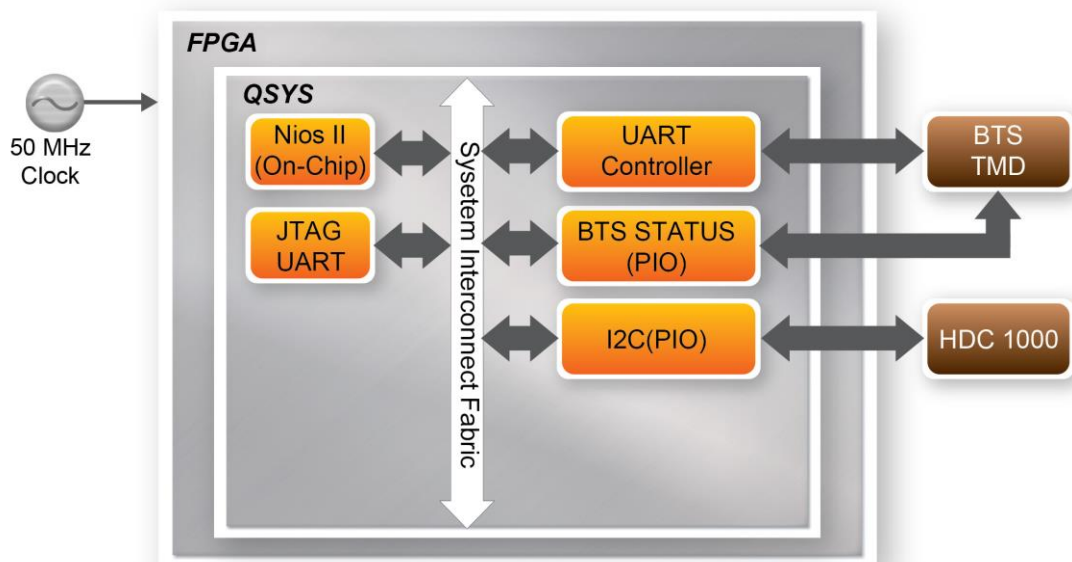 FPGA
QSYS
50 MHz
Clock
Nios II
(On-Chip)
JTAG
UART
Sysetem Interconnect Fabric
UART
Controller
BTS STATUS
(PIO)
I2C(PIO)
BTS
TMD
HDC 1000